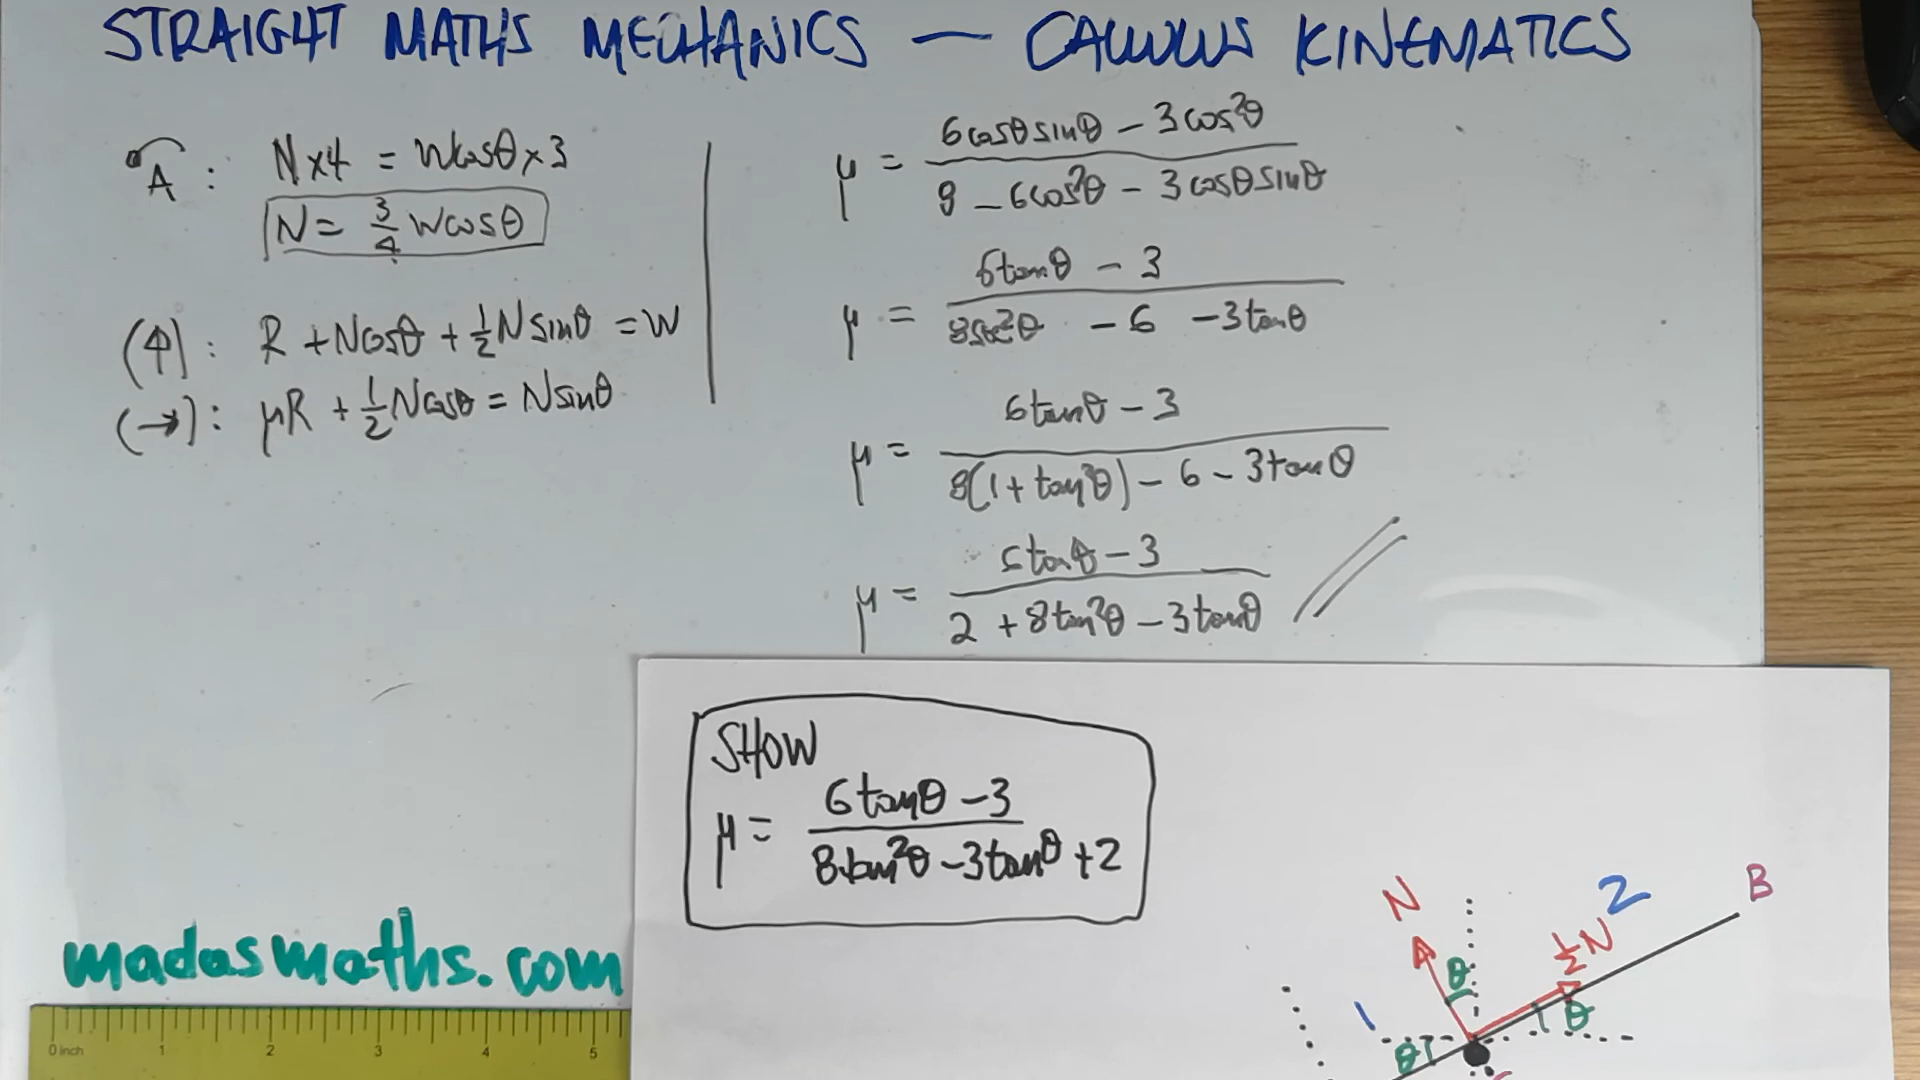 STRAIGHT MATHS MECHANICS — CALCULUS KINEMATICS
A : N×4 = Wcosθ×3
N = 3/4 Wcosθ
(↑): R + Ncosθ + 1/2 Nsinθ = W
(→): μR + 1/2 Ncosθ = Nsinθ
μ = (6cosθsinθ − 3cos²θ) / (8 − 6cos²θ − 3cosθsinθ)
μ = (6tanθ − 3) / (8sec²θ − 6 − 3tanθ)
μ = (6tanθ − 3) / (8(1 + tan²θ) − 6 − 3tanθ)
μ = (6tanθ − 3) / (2 + 8tan²θ − 3tanθ)
SHOW
μ = (6tanθ − 3) / (8tan²θ − 3tanθ + 2)
N 2 B
1/2 N
θ
1 θ
θ
madasmaths.com
0 inch 1 2 3 4 5